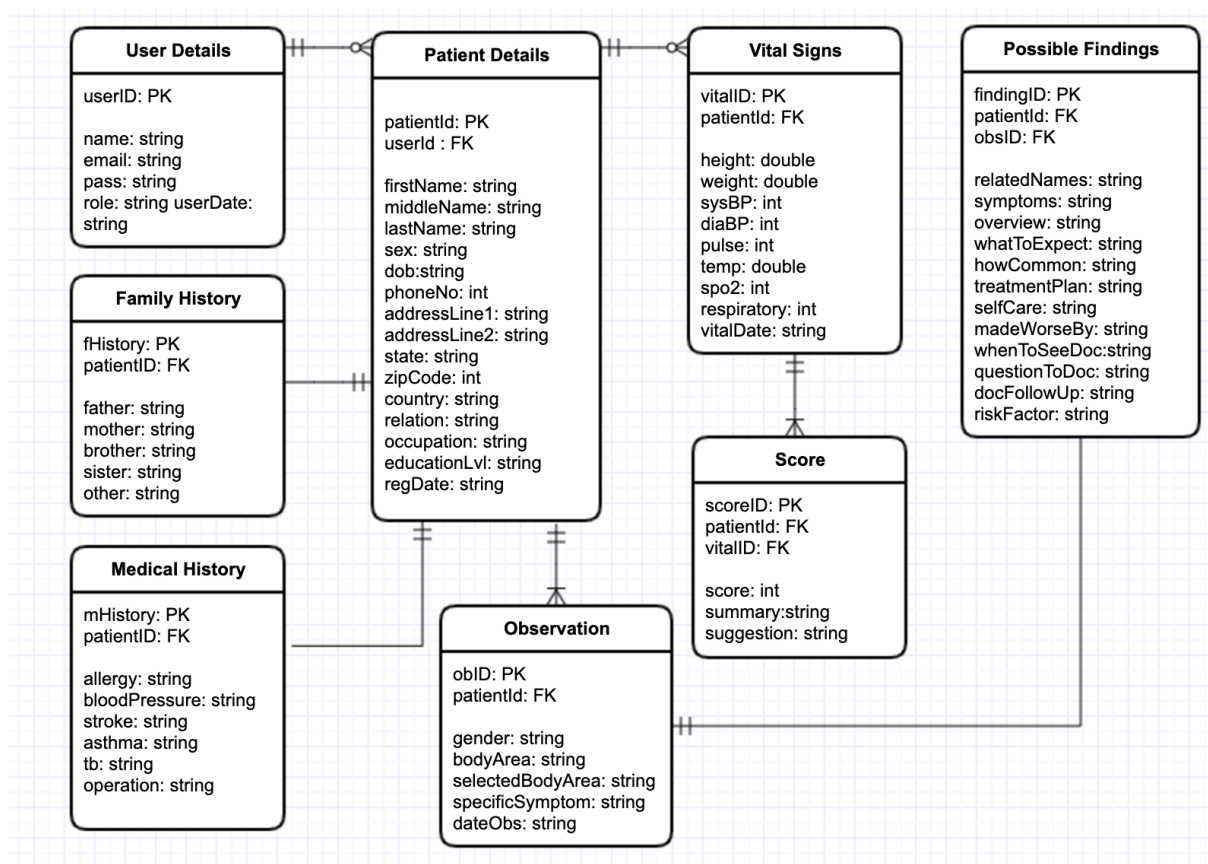 User Details
userID: PK
name: string
email: string
pass: string
role: string userDate:
string
Patient Details
patientId: PK
userId : FK
firstName: string
middleName: string
lastName: string
sex: string
dob:string
phoneNo: int
addressLine1: string
addressLine2: string
state: string
zipCode: int
country: string
relation: string
occupation: string
educationLvl: string
regDate: string
Vital Signs
vitalID: PK
patientId: FK
height: double
weight: double
sysBP: int
diaBP: int
pulse: int
temp: double
spo2: int
respiratory: int
vitalDate: string
Possible Findings
findingID: PK
patientId: FK
obsID: FK
relatedNames: string
symptoms: string
overview: string
whatToExpect: string
howCommon: string
treatmentPlan: string
selfCare: string
madeWorseBy: string
whenToSeeDoc:string
questionToDoc: string
docFollowUp: string
riskFactor: string
Family History
fHistory: PK
patientID: FK
father: string
mother: string
brother: string
sister: string
other: string
Score
scoreID: PK
patientId: FK
vitalID: FK
score: int
summary:string
suggestion: string
Medical History
mHistory: PK
patientID: FK
allergy: string
bloodPressure: string
stroke: string
asthma: string
tb: string
operation: string
Observation
obID: PK
patientId: FK
gender: string
bodyArea: string
selectedBodyArea: string
specificSymptom: string
dateObs: string